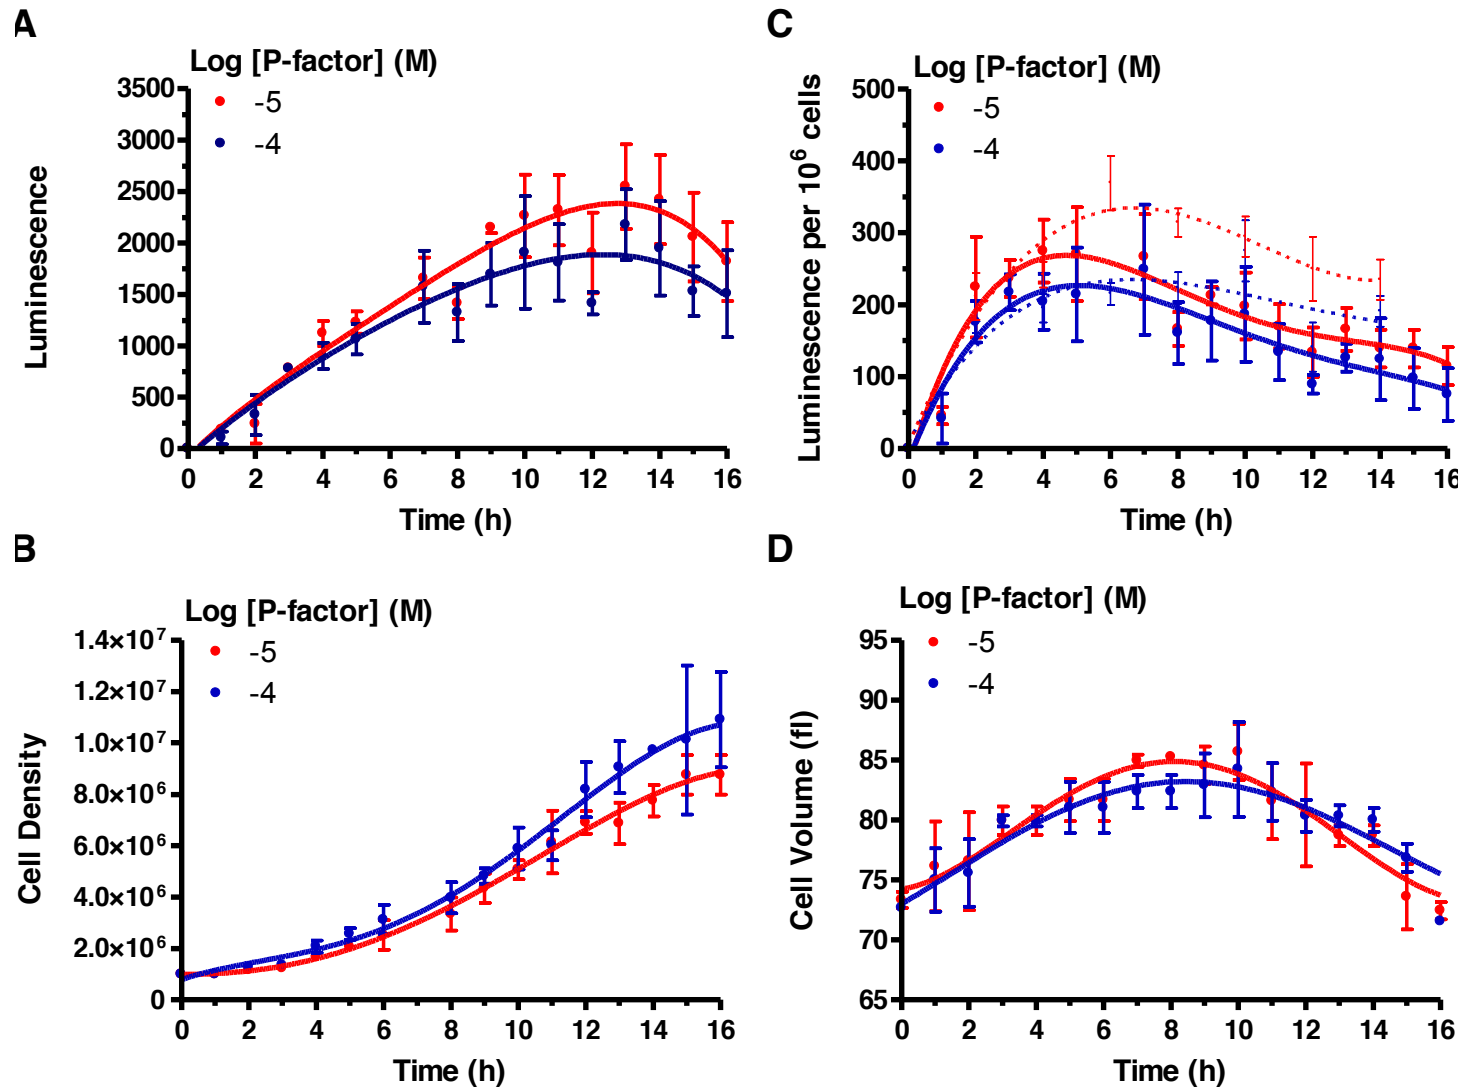 A
Log [P-factor] (M)
-5
-4
Luminescence
3500
3000
2500
2000
1500
1000
500
0
0 2 4 6 8 10 12 14 16
Time (h)
B
Log [P-factor] (M)
-5
-4
Cell Density
1.4×10⁷
1.2×10⁷
1.0×10⁷
8.0×10⁶
6.0×10⁶
4.0×10⁶
2.0×10⁶
0
0 2 4 6 8 10 12 14 16
Time (h)
C
Log [P-factor] (M)
-5
-4
Luminescence per 10⁶ cells
500
400
300
200
100
0
0 2 4 6 8 10 12 14 16
Time (h)
D
Log [P-factor] (M)
-5
-4
Cell Volume (fl)
95
90
85
80
75
70
65
0 2 4 6 8 10 12 14 16
Time (h)